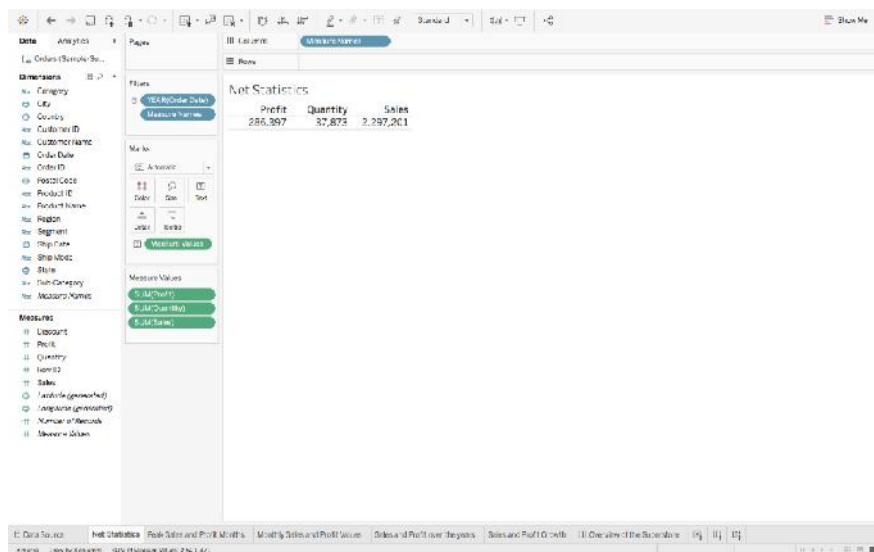 Standard
Show Me
Data
Analytics
Pages
Columns
Measure Names
Orders (Sample-Su...
Rows
Dimensions
Filters
YEAR(Order Date)
Measure Names
Net Statistics
Profit Quantity Sales
286,397 37,873 2,297,201
Category
City
Country
Customer ID
Customer Name
Order Date
Order ID
Postal Code
Product ID
Product Name
Region
Segment
Ship Date
Ship Mode
State
Sub-Category
Measure Names
Marks
Automatic
Color Size Text
Detail Tooltip
Measure Values
Measure Values
SUM(Profit)
SUM(Quantity)
SUM(Sales)
Measures
Discount
Profit
Quantity
Row ID
Sales
Latitude (generated)
Longitude (generated)
Number of Records
Measure Values
Data Source
Net Statistics
Peak Sales and Profit Months
Monthly Sales and Profit Values
Sales and Profit over the years
Sales and Profit Growth
Overview of the Superstore